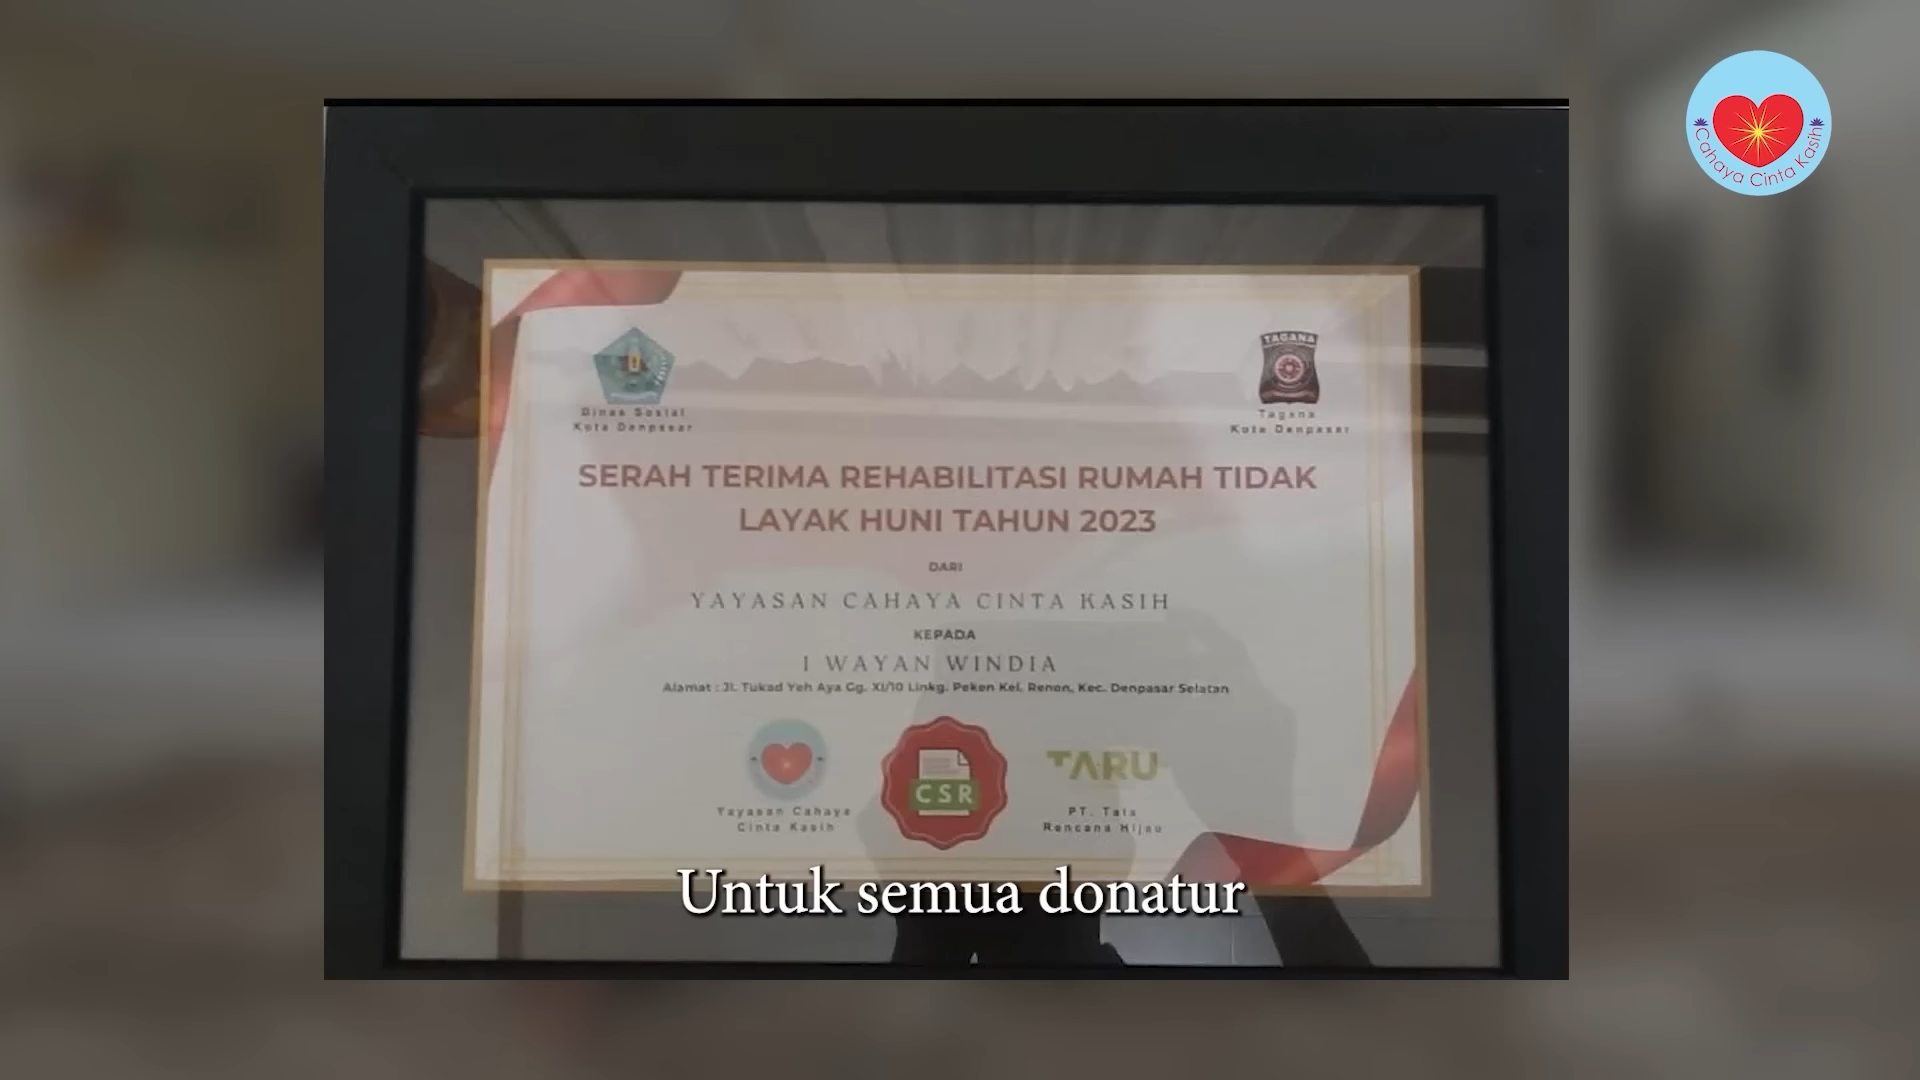 Cahaya Cinta Kasih
TAGANA
Dinas Sosial
Kota Denpasar
Tagana
Kota Denpasar
SERAH TERIMA REHABILITASI RUMAH TIDAK
LAYAK HUNI TAHUN 2023
DARI
YAYASAN CAHAYA CINTA KASIH
KEPADA
I WAYAN WINDIA
Alamat : Jl. Tukad Yeh Aya Gg. XI/10 Linkg. Peken Kel. Renon, Kec. Denpasar Selatan
CSR
TARU
Yayasan Cahaya
Cinta Kasih
PT. Tata
Rencana Hijau
Untuk semua donatur